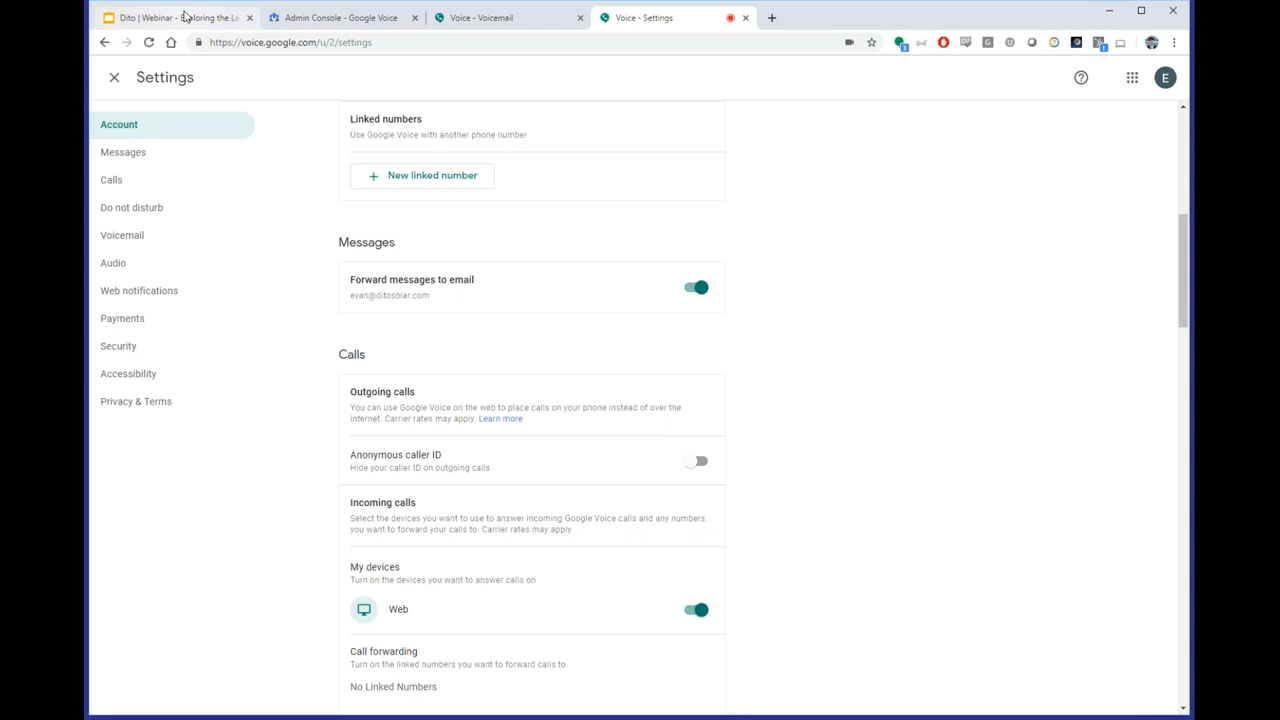 Dito | Webinar - Exploring the Le
Admin Console - Google Voice
Voice - Voicemail
Voice - Settings
https://voice.google.com/u/2/settings
Settings
E
Account
Messages
Calls
Do not disturb
Voicemail
Audio
Web notifications
Payments
Security
Accessibility
Privacy & Terms
Linked numbers
Use Google Voice with another phone number
+ New linked number
Messages
Forward messages to email
evan@ditosolar.com
Calls
Outgoing calls
You can use Google Voice on the web to place calls on your phone instead of over the
internet. Carrier rates may apply. Learn more
Anonymous caller ID
Hide your caller ID on outgoing calls
Incoming calls
Select the devices you want to use to answer incoming Google Voice calls and any numbers
you want to forward your calls to. Carrier rates may apply
My devices
Turn on the devices you want to answer calls on
Web
Call forwarding
Turn on the linked numbers you want to forward calls to.
No Linked Numbers